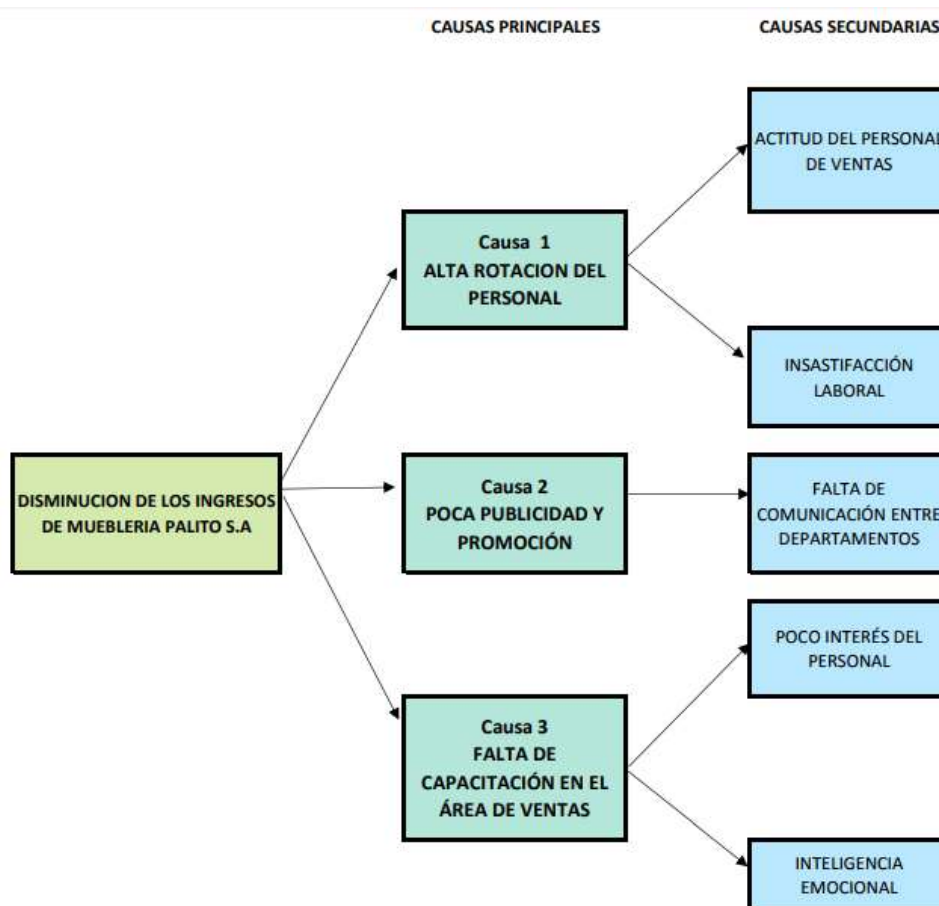 CAUSAS PRINCIPALES
CAUSAS SECUNDARIAS
ACTITUD DEL PERSONAL
DE VENTAS
Causa 1
ALTA ROTACION DEL
PERSONAL
INSASTIFACCIÓN
LABORAL
DISMINUCION DE LOS INGRESOS
DE MUEBLERIA PALITO S.A
Causa 2
POCA PUBLICIDAD Y
PROMOCIÓN
FALTA DE
COMUNICACIÓN ENTRE
DEPARTAMENTOS
POCO INTERÉS DEL
PERSONAL
Causa 3
FALTA DE
CAPACITACIÓN EN EL
ÁREA DE VENTAS
INTELIGENCIA
EMOCIONAL